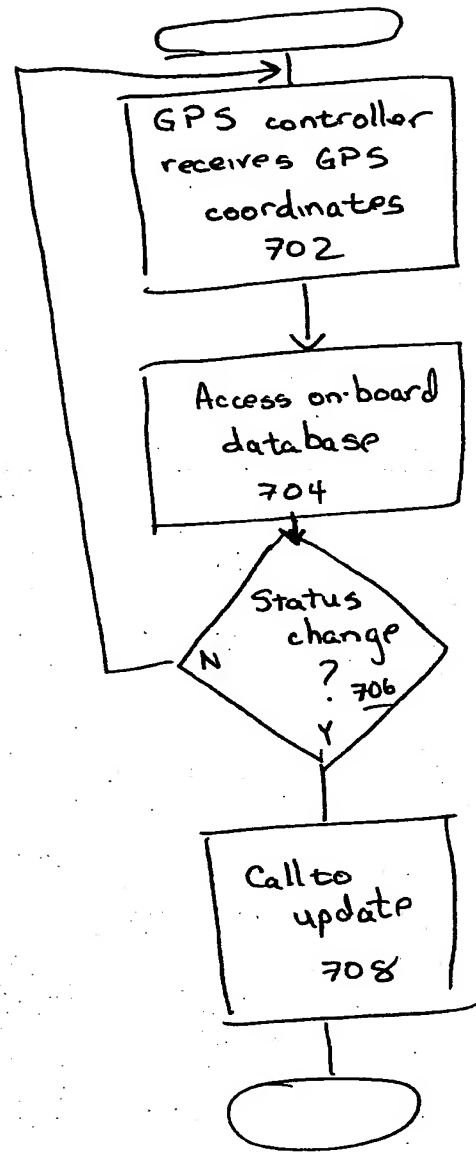 GPS controller
receives GPS
coordinates
702
Access on-board
database
704
Status
change
?
706
N
Y
Call to
update
708